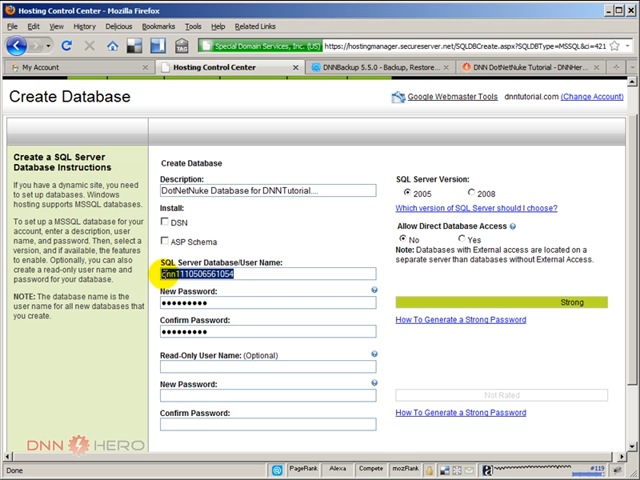 Hosting Control Center - Mozilla Firefox
File Edit View History Delicious Bookmarks Tools Help Related Links
Special Domain Services, Inc. (US) https://hostingmanager.secureserver.net/SQLDBCreate.aspx?SQLDBType=MSSQL&ci=421
My Account
Hosting Control Center
DNNBackup 5.5.0 - Backup, Restore...
DNN DotNetNuke Tutorial - DNNHer...
Create Database
Google Webmaster Tools
dnntutorial.com (Change Account)
Create a SQL Server
Database Instructions
If you have a dynamic site, you need
to set up databases. Windows
hosting supports MSSQL databases.
To set up a MSSQL database for your
account, enter a description, user
name, and password. Then, select a
version, and if available, the features
to enable. Optionally, you can also
create a read-only user name and
password for your database.
NOTE: The database name is the
user name for all new databases that
you create.
Create Database
Description:
DotNetNuke Database for DNNTutorial....
Install:
DSN
ASP Schema
SQL Server Database/User Name:
dnn1110506561054
New Password:
Confirm Password:
Read-Only User Name: (Optional)
New Password:
Confirm Password:
SQL Server Version:
2005 2008
Which version of SQL Server should I choose?
Allow Direct Database Access
No Yes
Note: Databases with External access are located on a
separate server than databases without External Access.
Strong
How To Generate a Strong Password
Not Rated
How To Generate a Strong Password
DNN HERO
Done
PageRank
Alexa
Compete
mozRank
#119